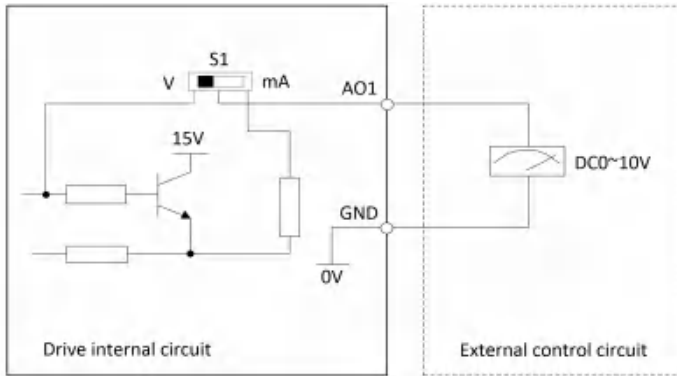 S1
V
mA
AO1
15V
DC0~10V
GND
0V
Drive internal circuit
External control circuit